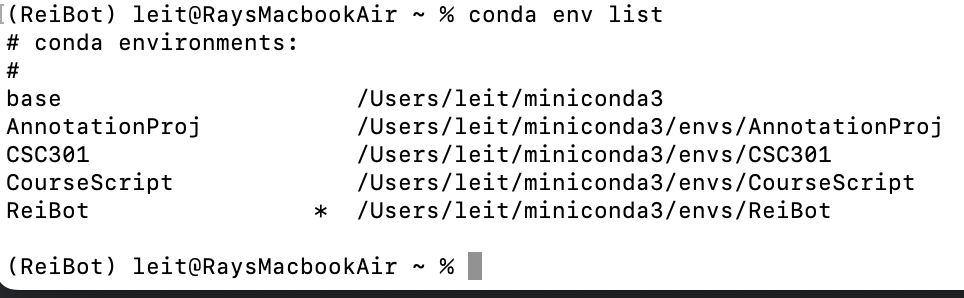 (ReiBot) leit@RaysMacbookAir ~ % conda env list
# conda environments:
#
base                     /Users/leit/miniconda3
AnnotationProj           /Users/leit/miniconda3/envs/AnnotationProj
CSC301                   /Users/leit/miniconda3/envs/CSC301
CourseScript             /Users/leit/miniconda3/envs/CourseScript
ReiBot                *  /Users/leit/miniconda3/envs/ReiBot

(ReiBot) leit@RaysMacbookAir ~ %